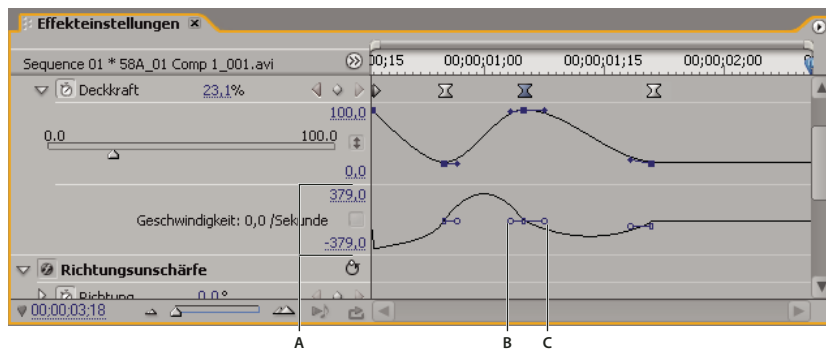 Effekteinstellungen
Sequence 01 * 58A_01 Comp 1_001.avi
00;15 00;00;01;00 00;00;01;15 00;00;02;00
Deckkraft 23,1%
100,0
0.0 100.0
0,0
379,0
Geschwindigkeit: 0,0 /Sekunde
-379,0
Richtungsunschärfe
Richtung 0,0°
00;00;03;18
A B C